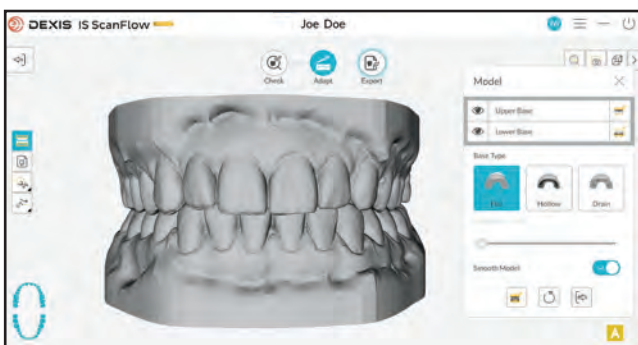 DEXIS IS ScanFlow
Joe Doe
Check
Adapt
Export
Model
Upper Base
Lower Base
Base Type
Full
Hollow
Drain
Smooth Model
A